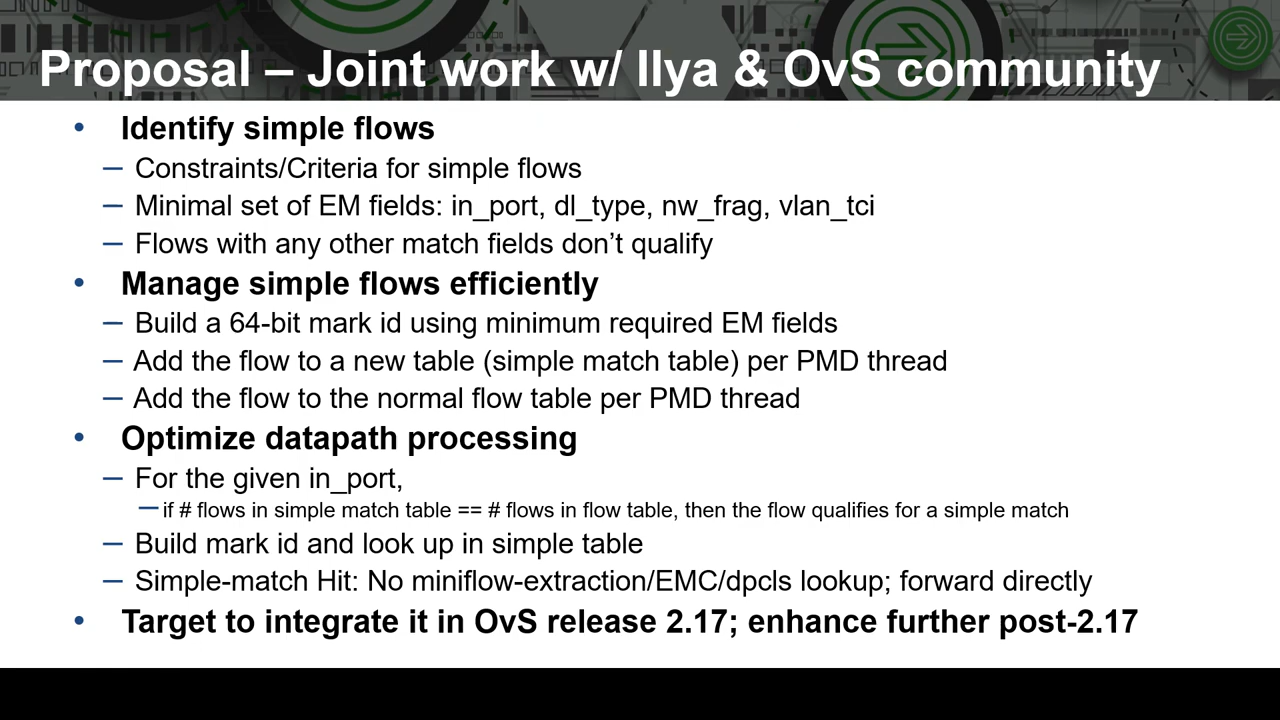 Proposal – Joint work w/ Ilya & OvS community
• Identify simple flows
– Constraints/Criteria for simple flows
– Minimal set of EM fields: in_port, dl_type, nw_frag, vlan_tci
– Flows with any other match fields don’t qualify
• Manage simple flows efficiently
– Build a 64-bit mark id using minimum required EM fields
– Add the flow to a new table (simple match table) per PMD thread
– Add the flow to the normal flow table per PMD thread
• Optimize datapath processing
– For the given in_port,
– if # flows in simple match table == # flows in flow table, then the flow qualifies for a simple match
– Build mark id and look up in simple table
– Simple-match Hit: No miniflow-extraction/EMC/dpcls lookup; forward directly
• Target to integrate it in OvS release 2.17; enhance further post-2.17